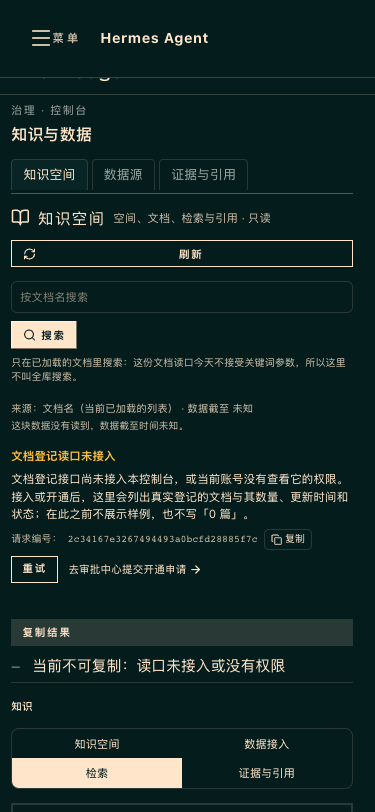 菜单
Hermes Agent
治理 · 控制台
知识与数据
知识空间
数据源
证据与引用
知识空间 空间、文档、检索与引用 · 只读
刷新
按文档名搜索
搜索
只在已加载的文档里搜索：这份文档读口今天不接受关键词参数，所以这里
不叫全库搜索。
来源：文档名（当前已加载的列表） · 数据截至 未知
这块数据没有读到，数据截至时间未知。
文档登记读口未接入
文档登记接口尚未接入本控制台，或当前账号没有查看它的权限。
接入或开通后，这里会列出真实登记的文档与其数量、更新时间和
状态；在此之前不展示样例，也不写「0 篇」。
请求编号： 2c34167e3267494493a0bcfd28885f7c 复制
重试 去审批中心提交开通申请 →
复制结果
— 当前不可复制：读口未接入或没有权限
知识
知识空间
数据接入
检索
证据与引用